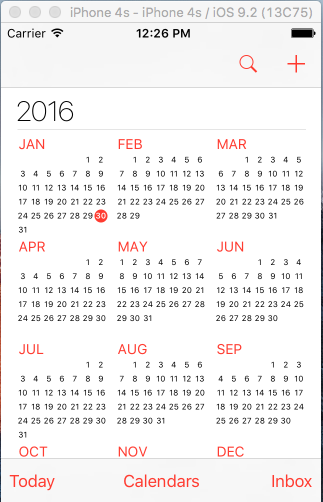 iPhone 4s - iPhone 4s / iOS 9.2 (13C75)
Carrier 12:26 PM
2016
JAN FEB MAR
1 2 1 2 3 4 5 6 1 2 3 4 5
3 4 5 6 7 8 9 7 8 9 10 11 12 13 6 7 8 9 10 11 12
10 11 12 13 14 15 16 14 15 16 17 18 19 20 13 14 15 16 17 18 19
17 18 19 20 21 22 23 21 22 23 24 25 26 27 20 21 22 23 24 25 26
24 25 26 27 28 29 30 28 29 27 28 29 30 31
31
APR MAY JUN
1 2 1 2 3 4 5 6 7 1 2 3 4
3 4 5 6 7 8 9 8 9 10 11 12 13 14 5 6 7 8 9 10 11
10 11 12 13 14 15 16 15 16 17 18 19 20 21 12 13 14 15 16 17 18
17 18 19 20 21 22 23 22 23 24 25 26 27 28 19 20 21 22 23 24 25
24 25 26 27 28 29 30 29 30 31 26 27 28 29 30
JUL AUG SEP
1 2 1 2 3 4 5 6 1 2 3
3 4 5 6 7 8 9 7 8 9 10 11 12 13 4 5 6 7 8 9 10
10 11 12 13 14 15 16 14 15 16 17 18 19 20 11 12 13 14 15 16 17
17 18 19 20 21 22 23 21 22 23 24 25 26 27 18 19 20 21 22 23 24
24 25 26 27 28 29 30 28 29 30 31 25 26 27 28 29 30
31
OCT NOV DEC
Today Calendars Inbox